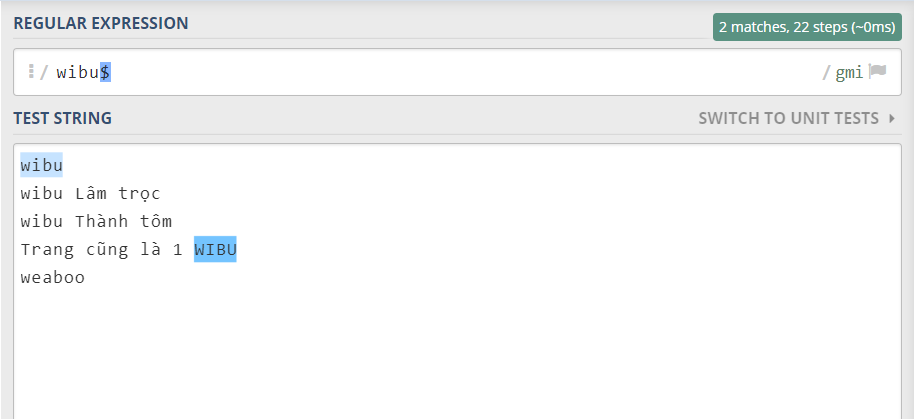 REGULAR EXPRESSION
2 matches, 22 steps (~0ms)
/ wibu$ / gmi
TEST STRING
SWITCH TO UNIT TESTS
wibu
wibu Lâm trọc
wibu Thành tôm
Trang cũng là 1 WIBU
weaboo